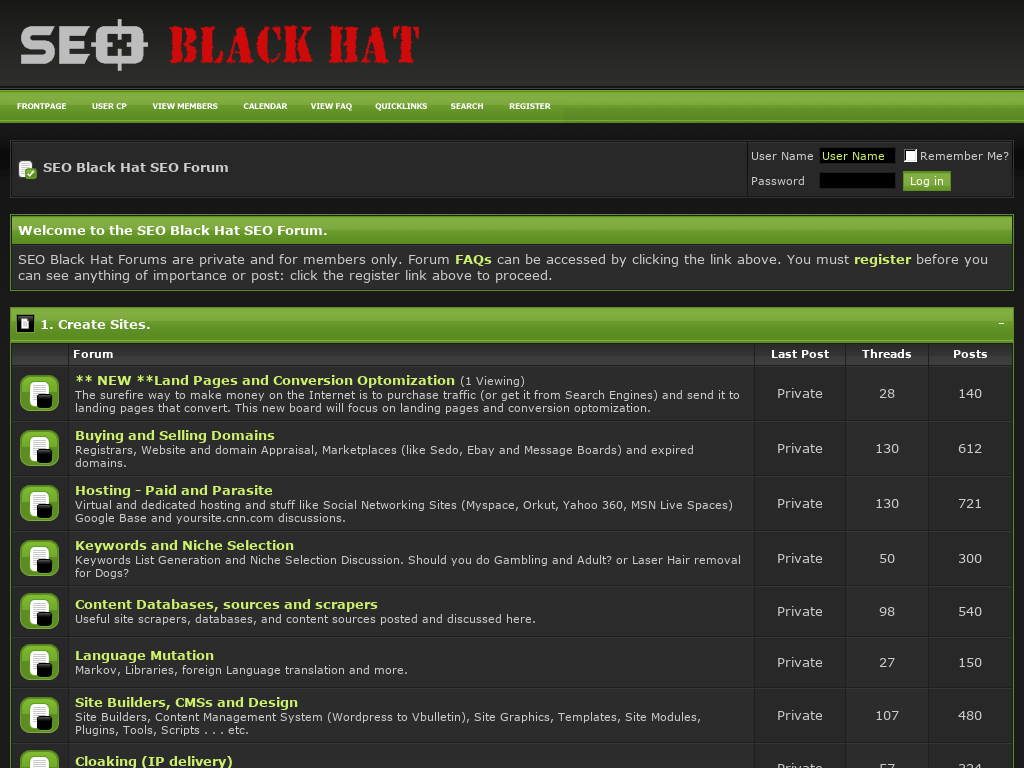 SEO BLACK HAT
FRONTPAGE USER CP VIEW MEMBERS CALENDAR VIEW FAQ QUICKLINKS SEARCH REGISTER
SEO Black Hat SEO Forum
User Name User Name Remember Me?
Password Log in
Welcome to the SEO Black Hat SEO Forum.
SEO Black Hat Forums are private and for members only. Forum FAQs can be accessed by clicking the link above. You must register before you
can see anything of importance or post: click the register link above to proceed.
1. Create Sites.
Forum Last Post Threads Posts
** NEW **Land Pages and Conversion Optomization (1 Viewing)
The surefire way to make money on the Internet is to purchase traffic (or get it from Search Engines) and send it to
landing pages that convert. This new board will focus on landing pages and conversion optomization.
Private 28 140
Buying and Selling Domains
Registrars, Website and domain Appraisal, Marketplaces (like Sedo, Ebay and Message Boards) and expired
domains.
Private 130 612
Hosting - Paid and Parasite
Virtual and dedicated hosting and stuff like Social Networking Sites (Myspace, Orkut, Yahoo 360, MSN Live Spaces)
Google Base and yoursite.cnn.com discussions.
Private 130 721
Keywords and Niche Selection
Keywords List Generation and Niche Selection Discussion. Should you do Gambling and Adult? or Laser Hair removal
for Dogs?
Private 50 300
Content Databases, sources and scrapers
Useful site scrapers, databases, and content sources posted and discussed here.
Private 98 540
Language Mutation
Markov, Libraries, foreign Language translation and more.
Private 27 150
Site Builders, CMSs and Design
Site Builders, Content Management System (Wordpress to Vbulletin), Site Graphics, Templates, Site Modules,
Plugins, Tools, Scripts . . . etc.
Private 107 480
Cloaking (IP delivery)
Private 57 324